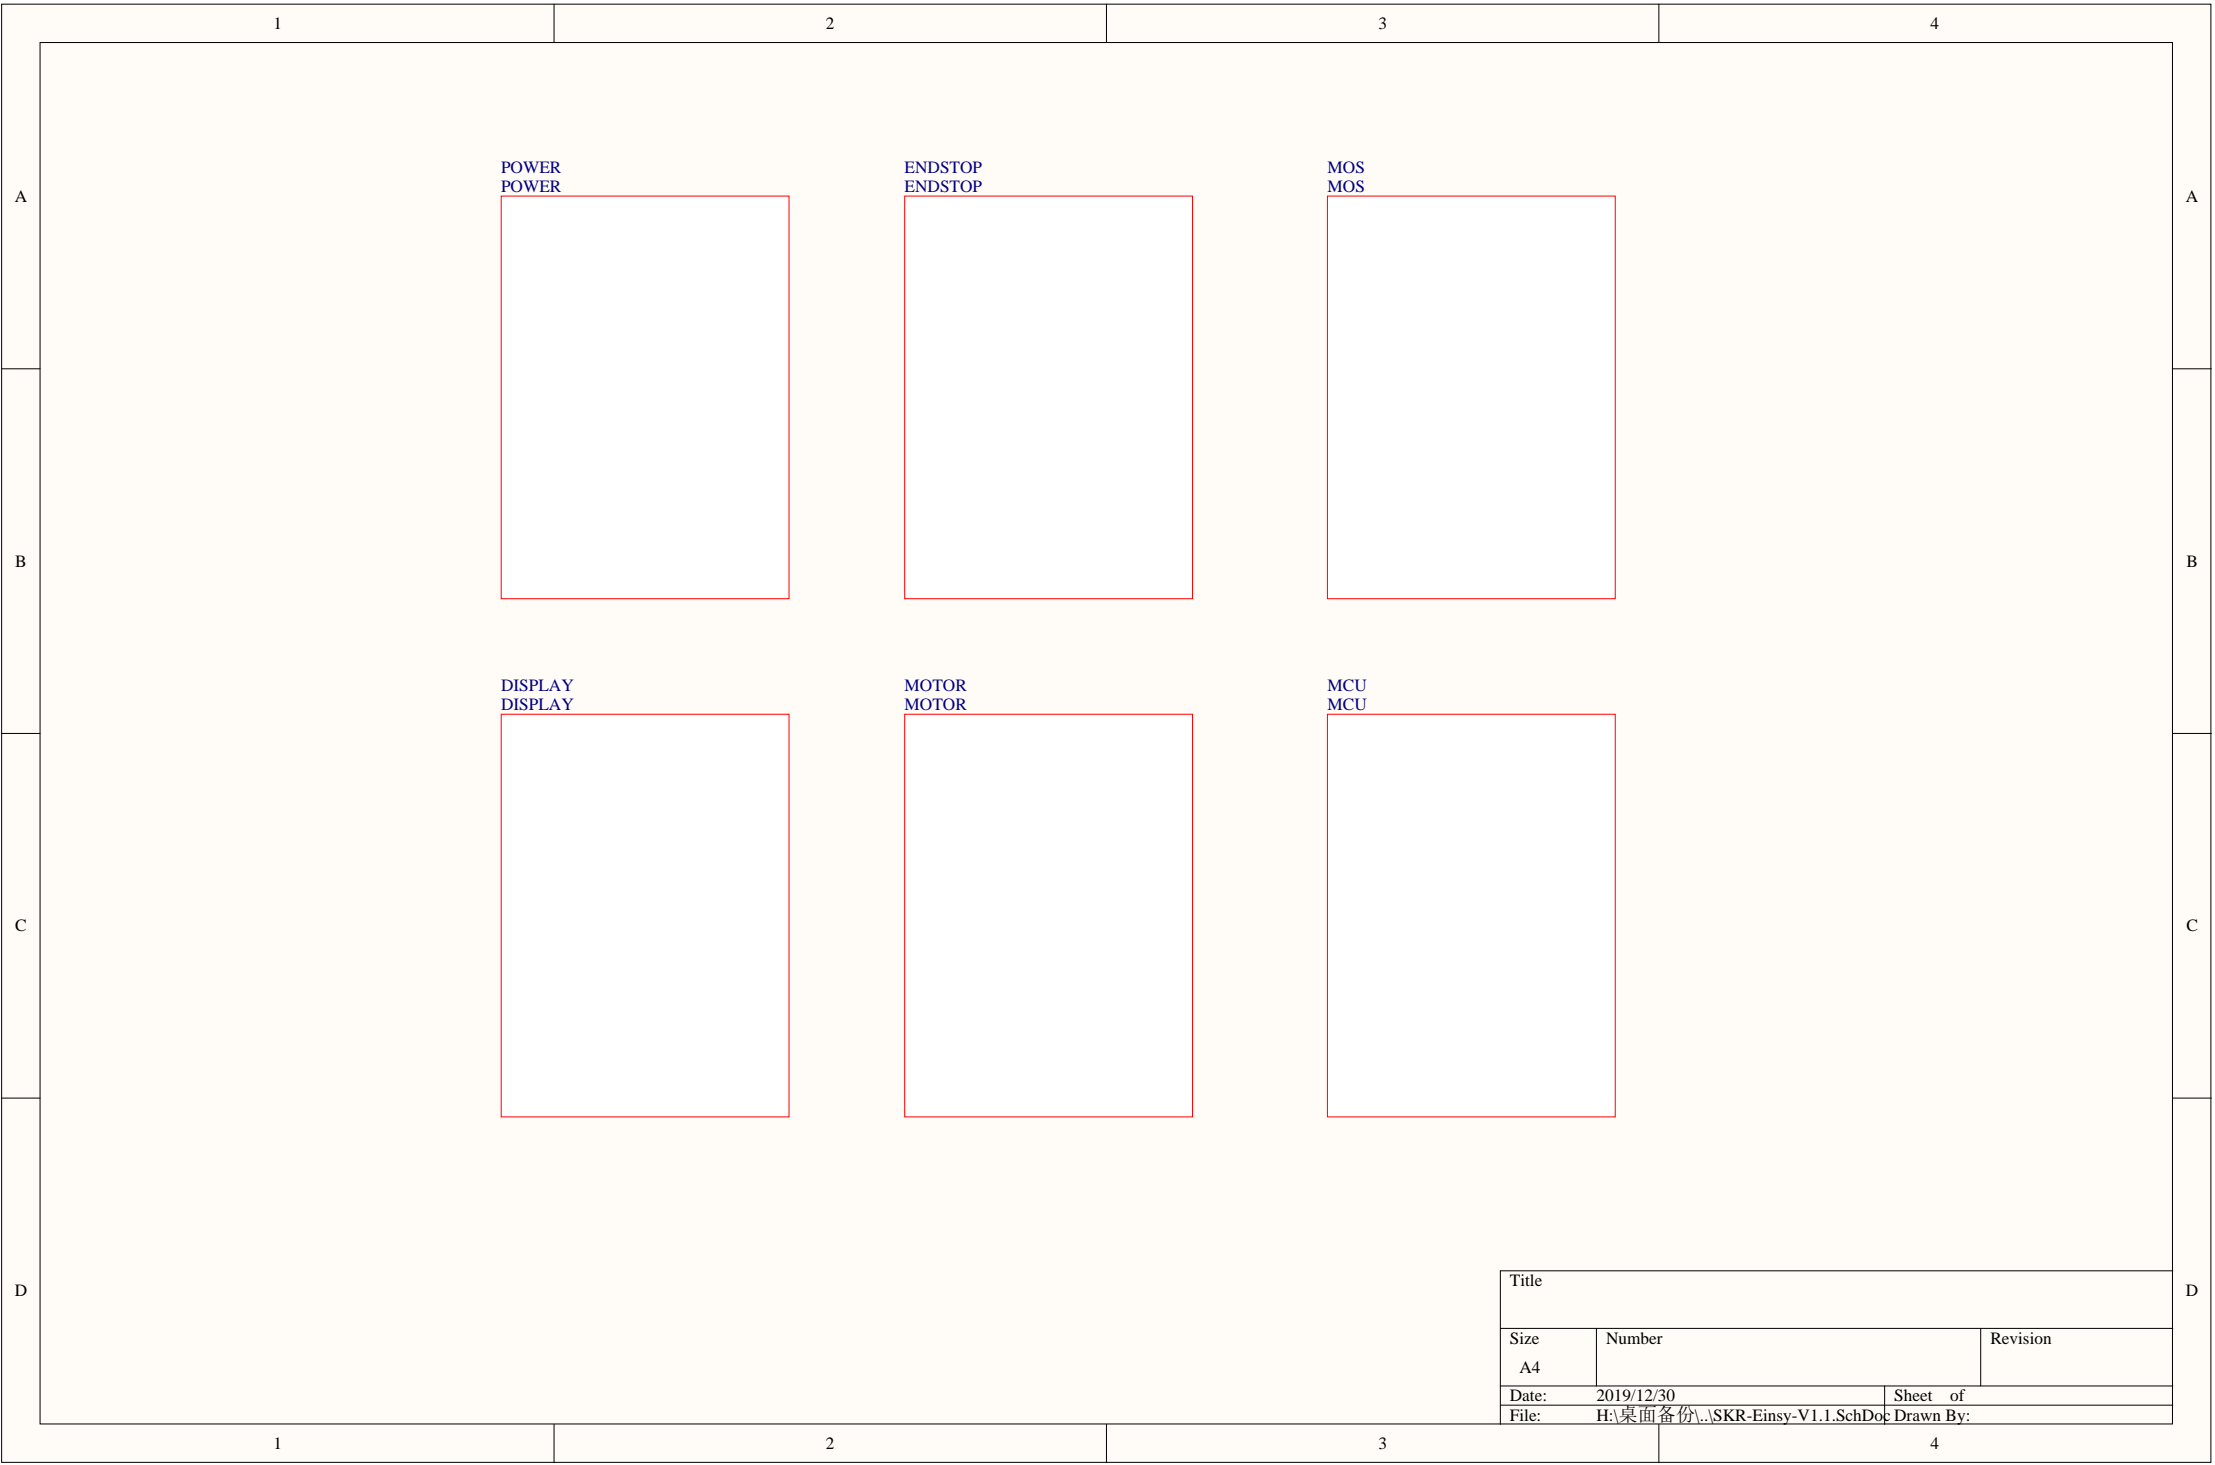 1 2 3 4
POWER ENDSTOP MOS
POWER ENDSTOP MOS
A A
B B
DISPLAY MOTOR MCU
DISPLAY MOTOR MCU
C C
Title
D D
Size Number Revision
A4
Date: 2019/12/30 Sheet of
File: H:\桌面备份\..\SKR-Einsy-V1.1.SchDoc Drawn By:
1 2 3 4